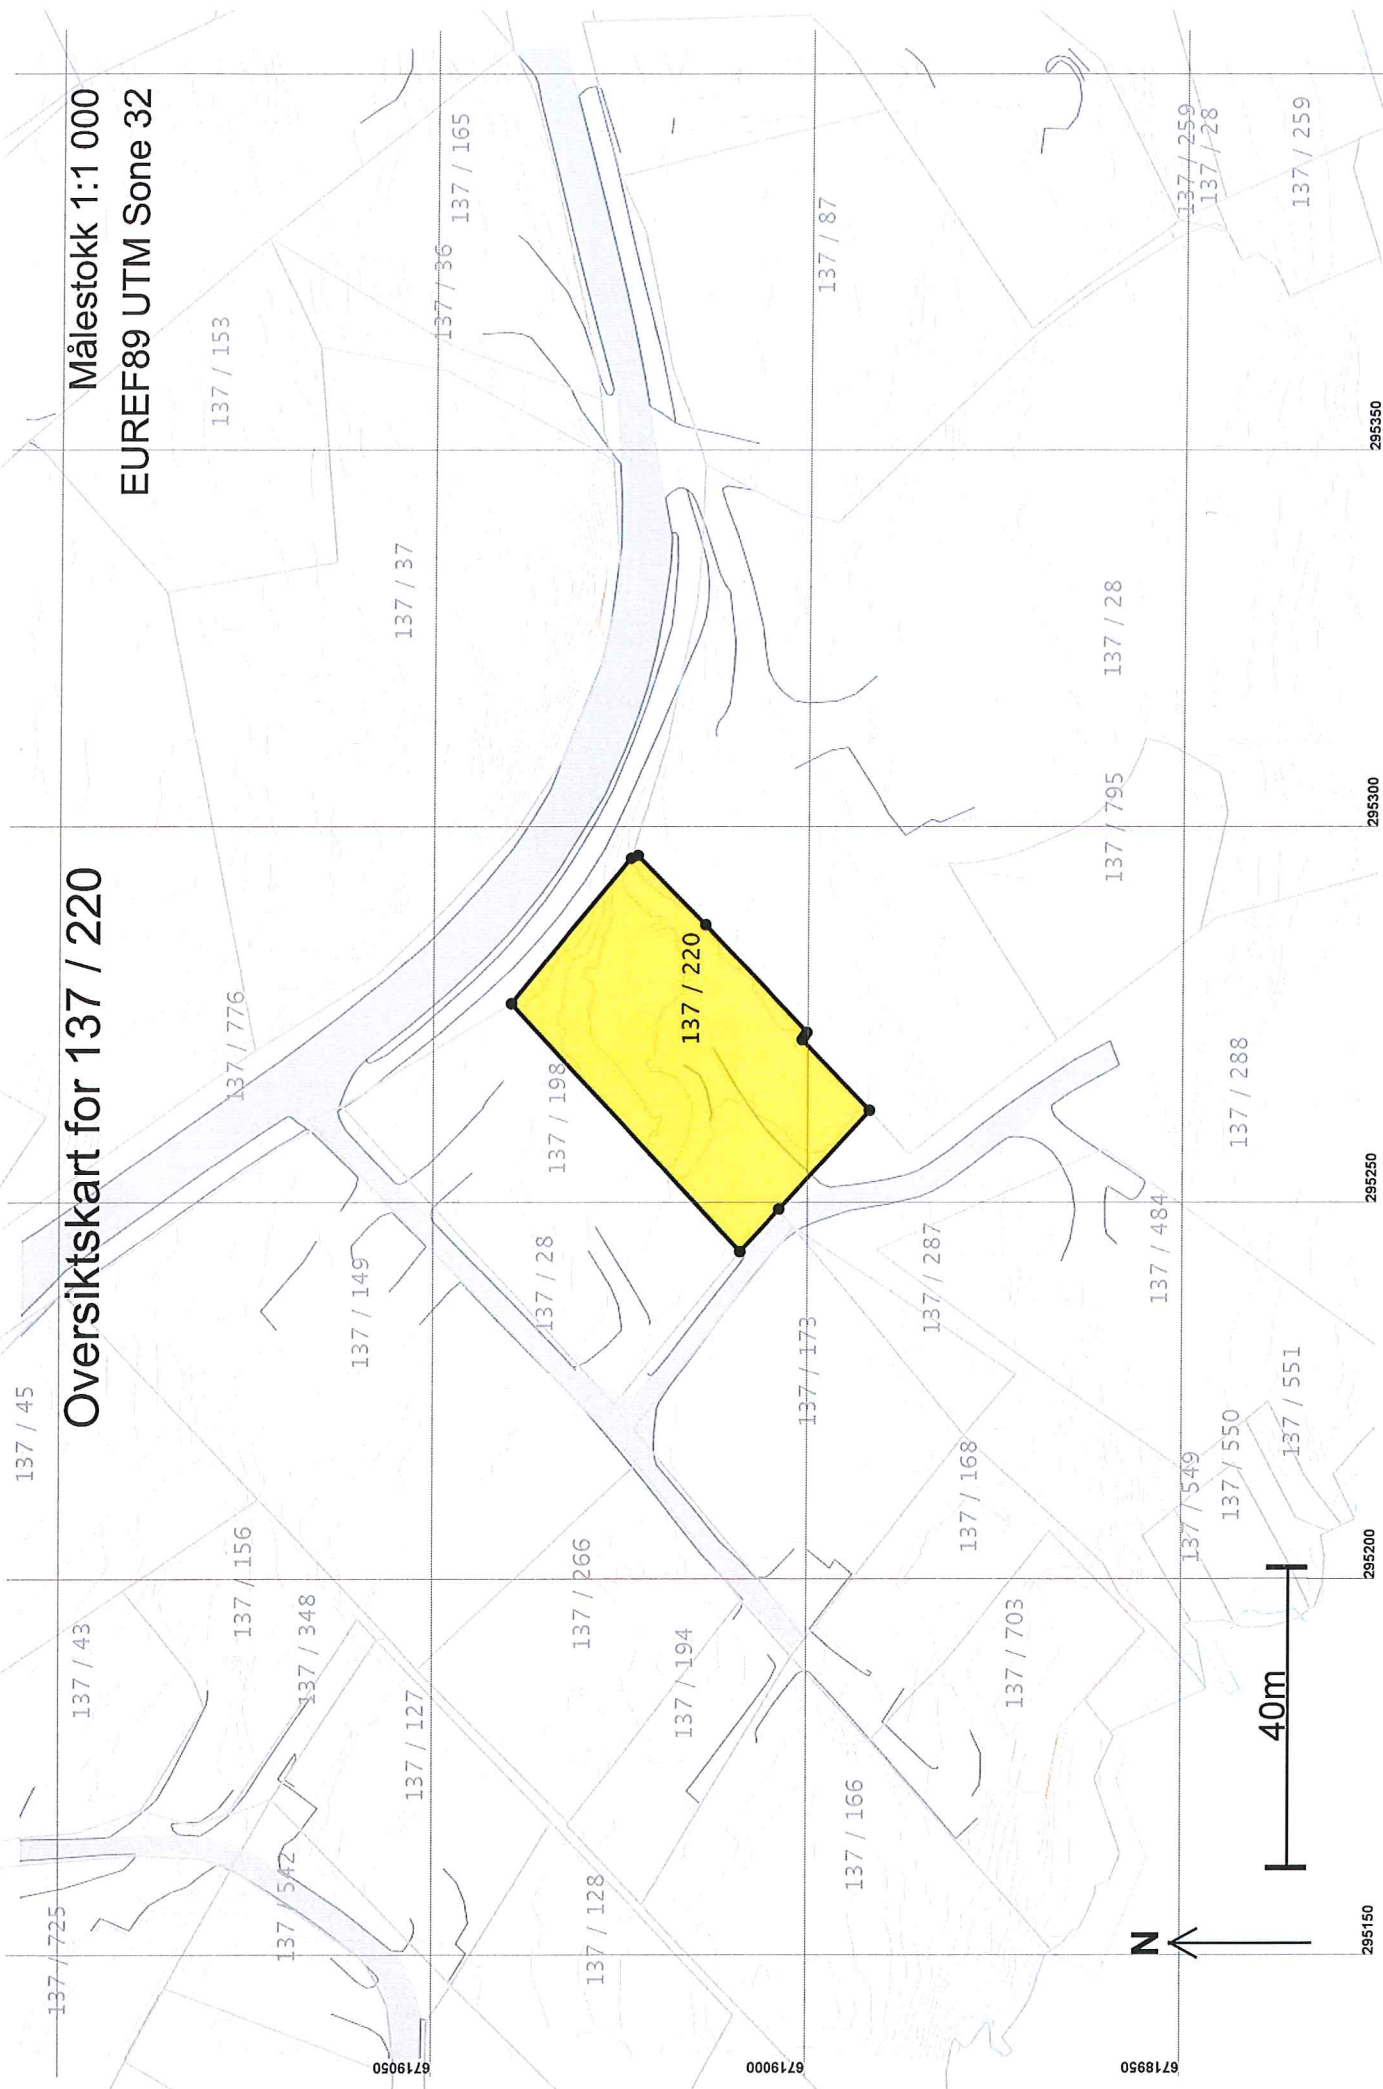 Oversiktskart for 137 / 220
Målestokk 1:1 000
EUREF89 UTM Sone 32
137 / 725
137 / 43
137 / 45
137 / 156
137 / 348
137 / 542
137 / 127
137 / 776
137 / 153
137 / 149
137 / 37
137 / 36
137 / 165
137 / 128
137 / 266
137 / 194
137 / 28
137 / 198
137 / 220
137 / 173
137 / 87
137 / 166
137 / 287
137 / 168
137 / 703
137 / 795
137 / 28
137 / 484
137 / 549
137 / 550
137 / 551
137 / 288
137 / 259
137 / 28
137 / 259
N
40m
6719050
6719000
6718950
295150
295200
295250
295300
295350